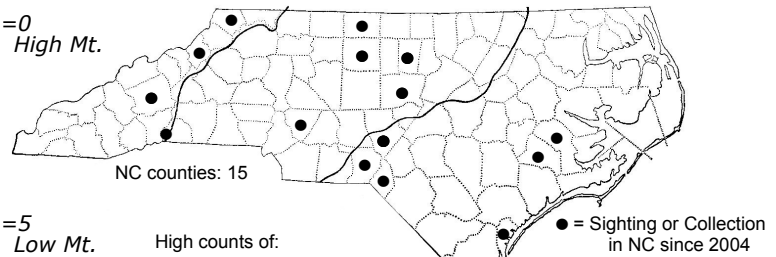 =0
High Mt.
NC counties: 15
=5
Low Mt.
High counts of:
● = Sighting or Collection
in NC since 2004